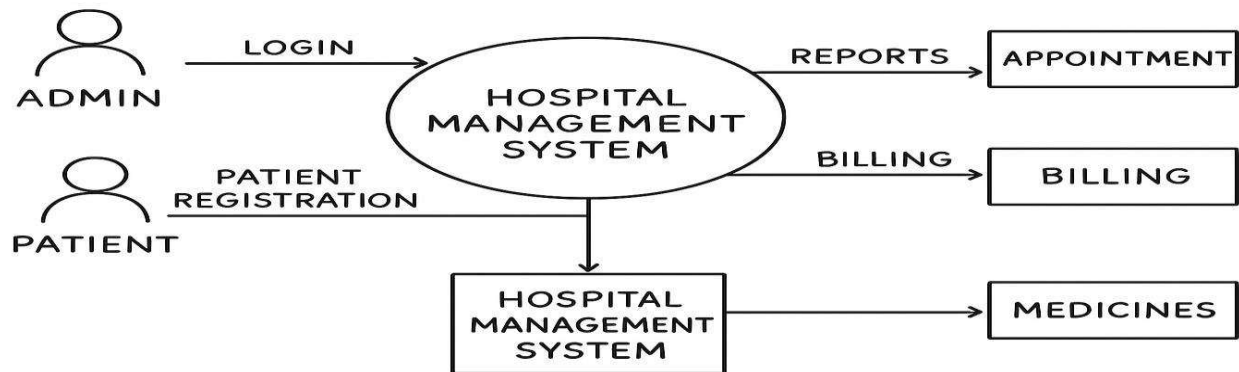 ADMIN
LOGIN
HOSPITAL
MANAGEMENT
SYSTEM
REPORTS
APPOINTMENT
PATIENT
PATIENT
REGISTRATION
BILLING
BILLING
HOSPITAL
MANAGEMENT
SYSTEM
MEDICINES